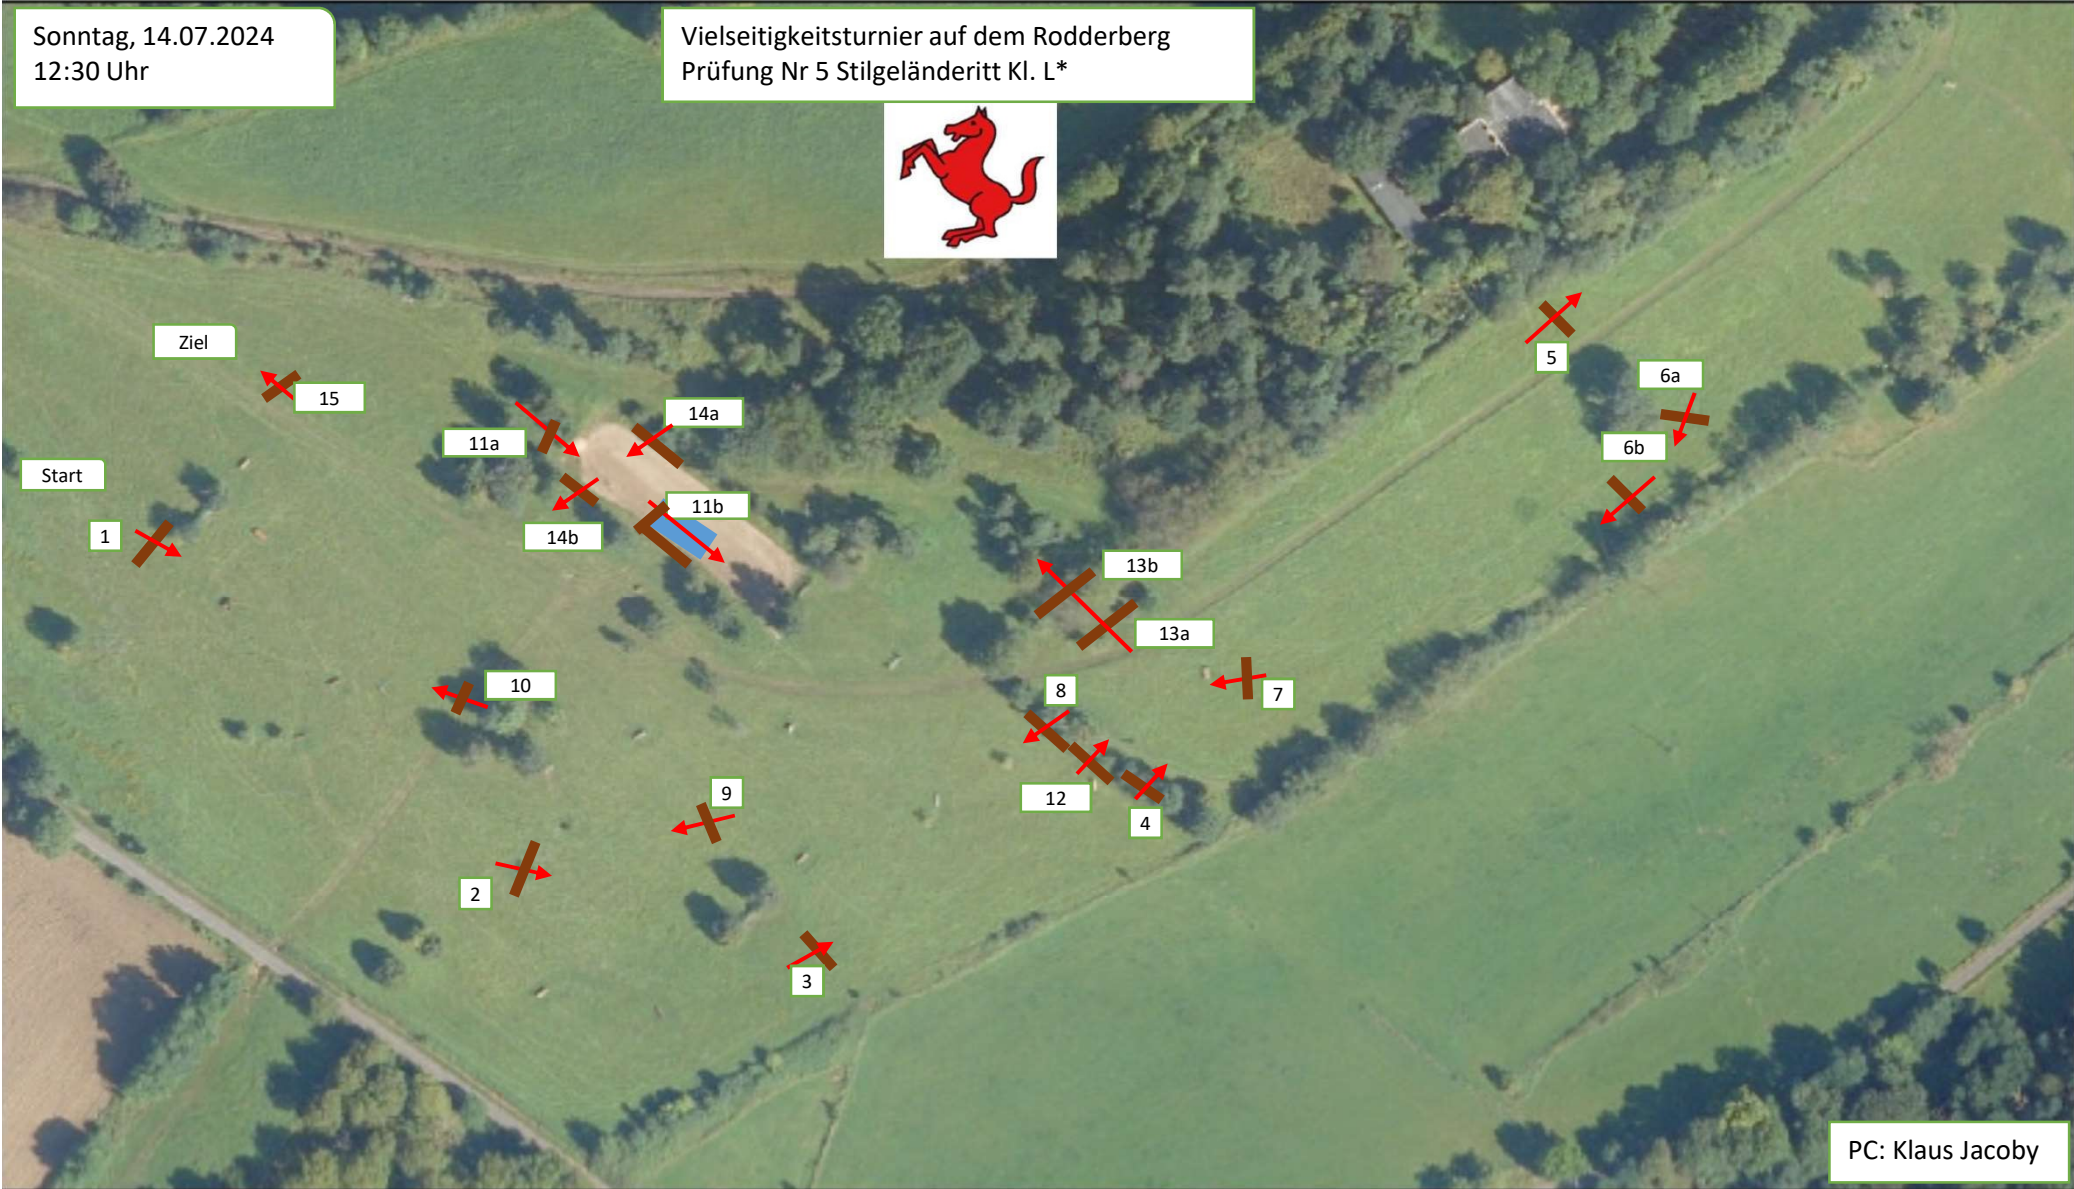 Sonntag, 14.07.2024
12:30 Uhr
Vielseitigkeitsturnier auf dem Rodderberg
Prüfung Nr 5 Stilgeländeritt Kl. L*
Ziel
15
Start
1
11a
14a
11b
14b
5
6a
6b
13b
13a
10
8
7
12
4
9
2
3
PC: Klaus Jacoby